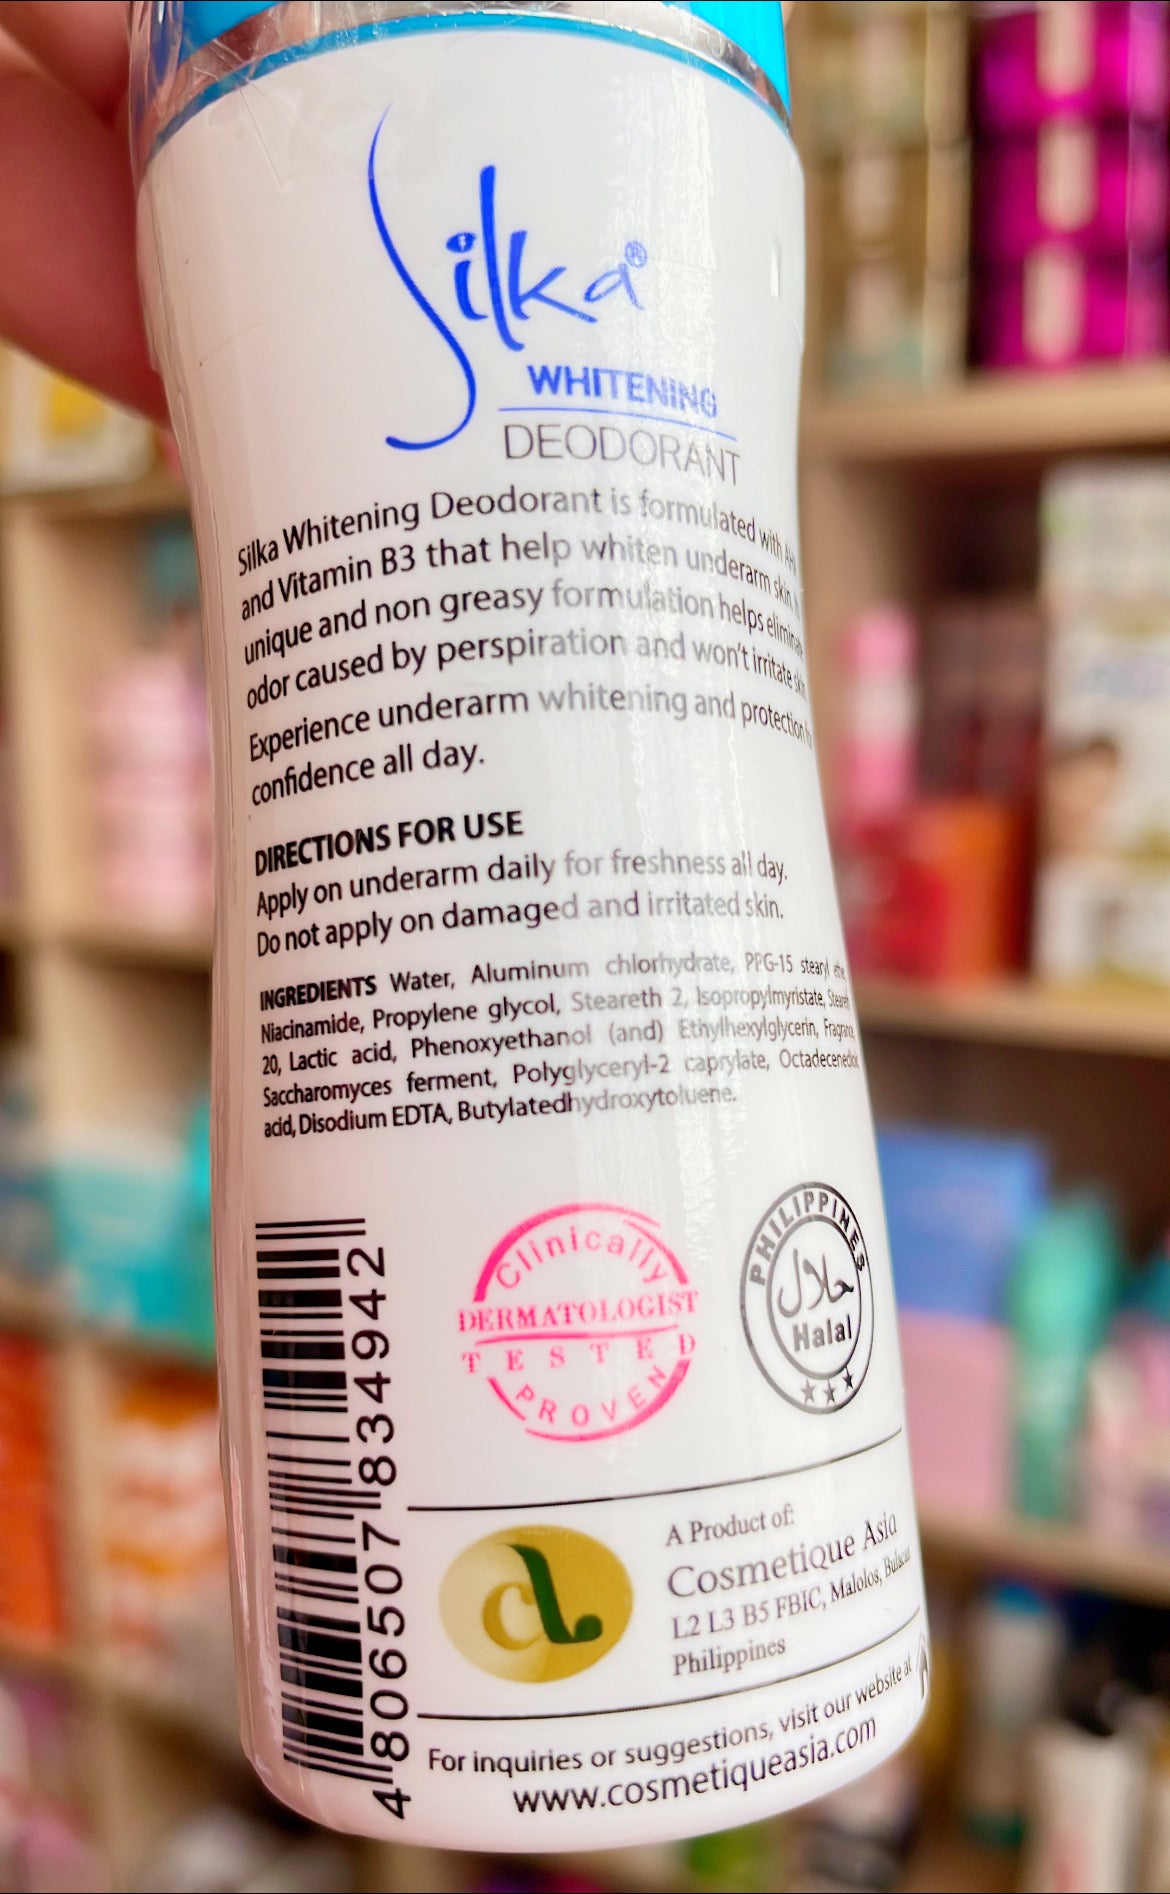 Silka®
WHITENING
DEODORANT
Silka Whitening Deodorant is formulated with
and Vitamin B3 that help whiten underarm skin.
unique and non greasy formulation helps
odor caused by perspiration and won't irritate
Experience underarm whitening and protection
confidence all day.
DIRECTIONS FOR USE
Apply on underarm daily for freshness all day.
Do not apply on damaged and irritated skin.
INGREDIENTS Water, Aluminum chlorhydrate, PPG-15 stearyl
Niacinamide, Propylene glycol, Steareth 2, Isopropylmyristate,
20, Lactic acid, Phenoxyethanol (and) Ethylhexylglycerin,
Saccharomyces ferment, Polyglyceryl-2 caprylate,
acid, Disodium EDTA, Butylatedhydroxytoluene.
4 806507 834942
Clinically
DERMATOLOGIST
TESTED
PROVEN
PHILIPPINES
حلال
Halal
A Product of:
Cosmetique Asia
L2 L3 B5 FBIC, Malolos,
Philippines
For inquiries or suggestions, visit our website at
www.cosmetiqueasia.com